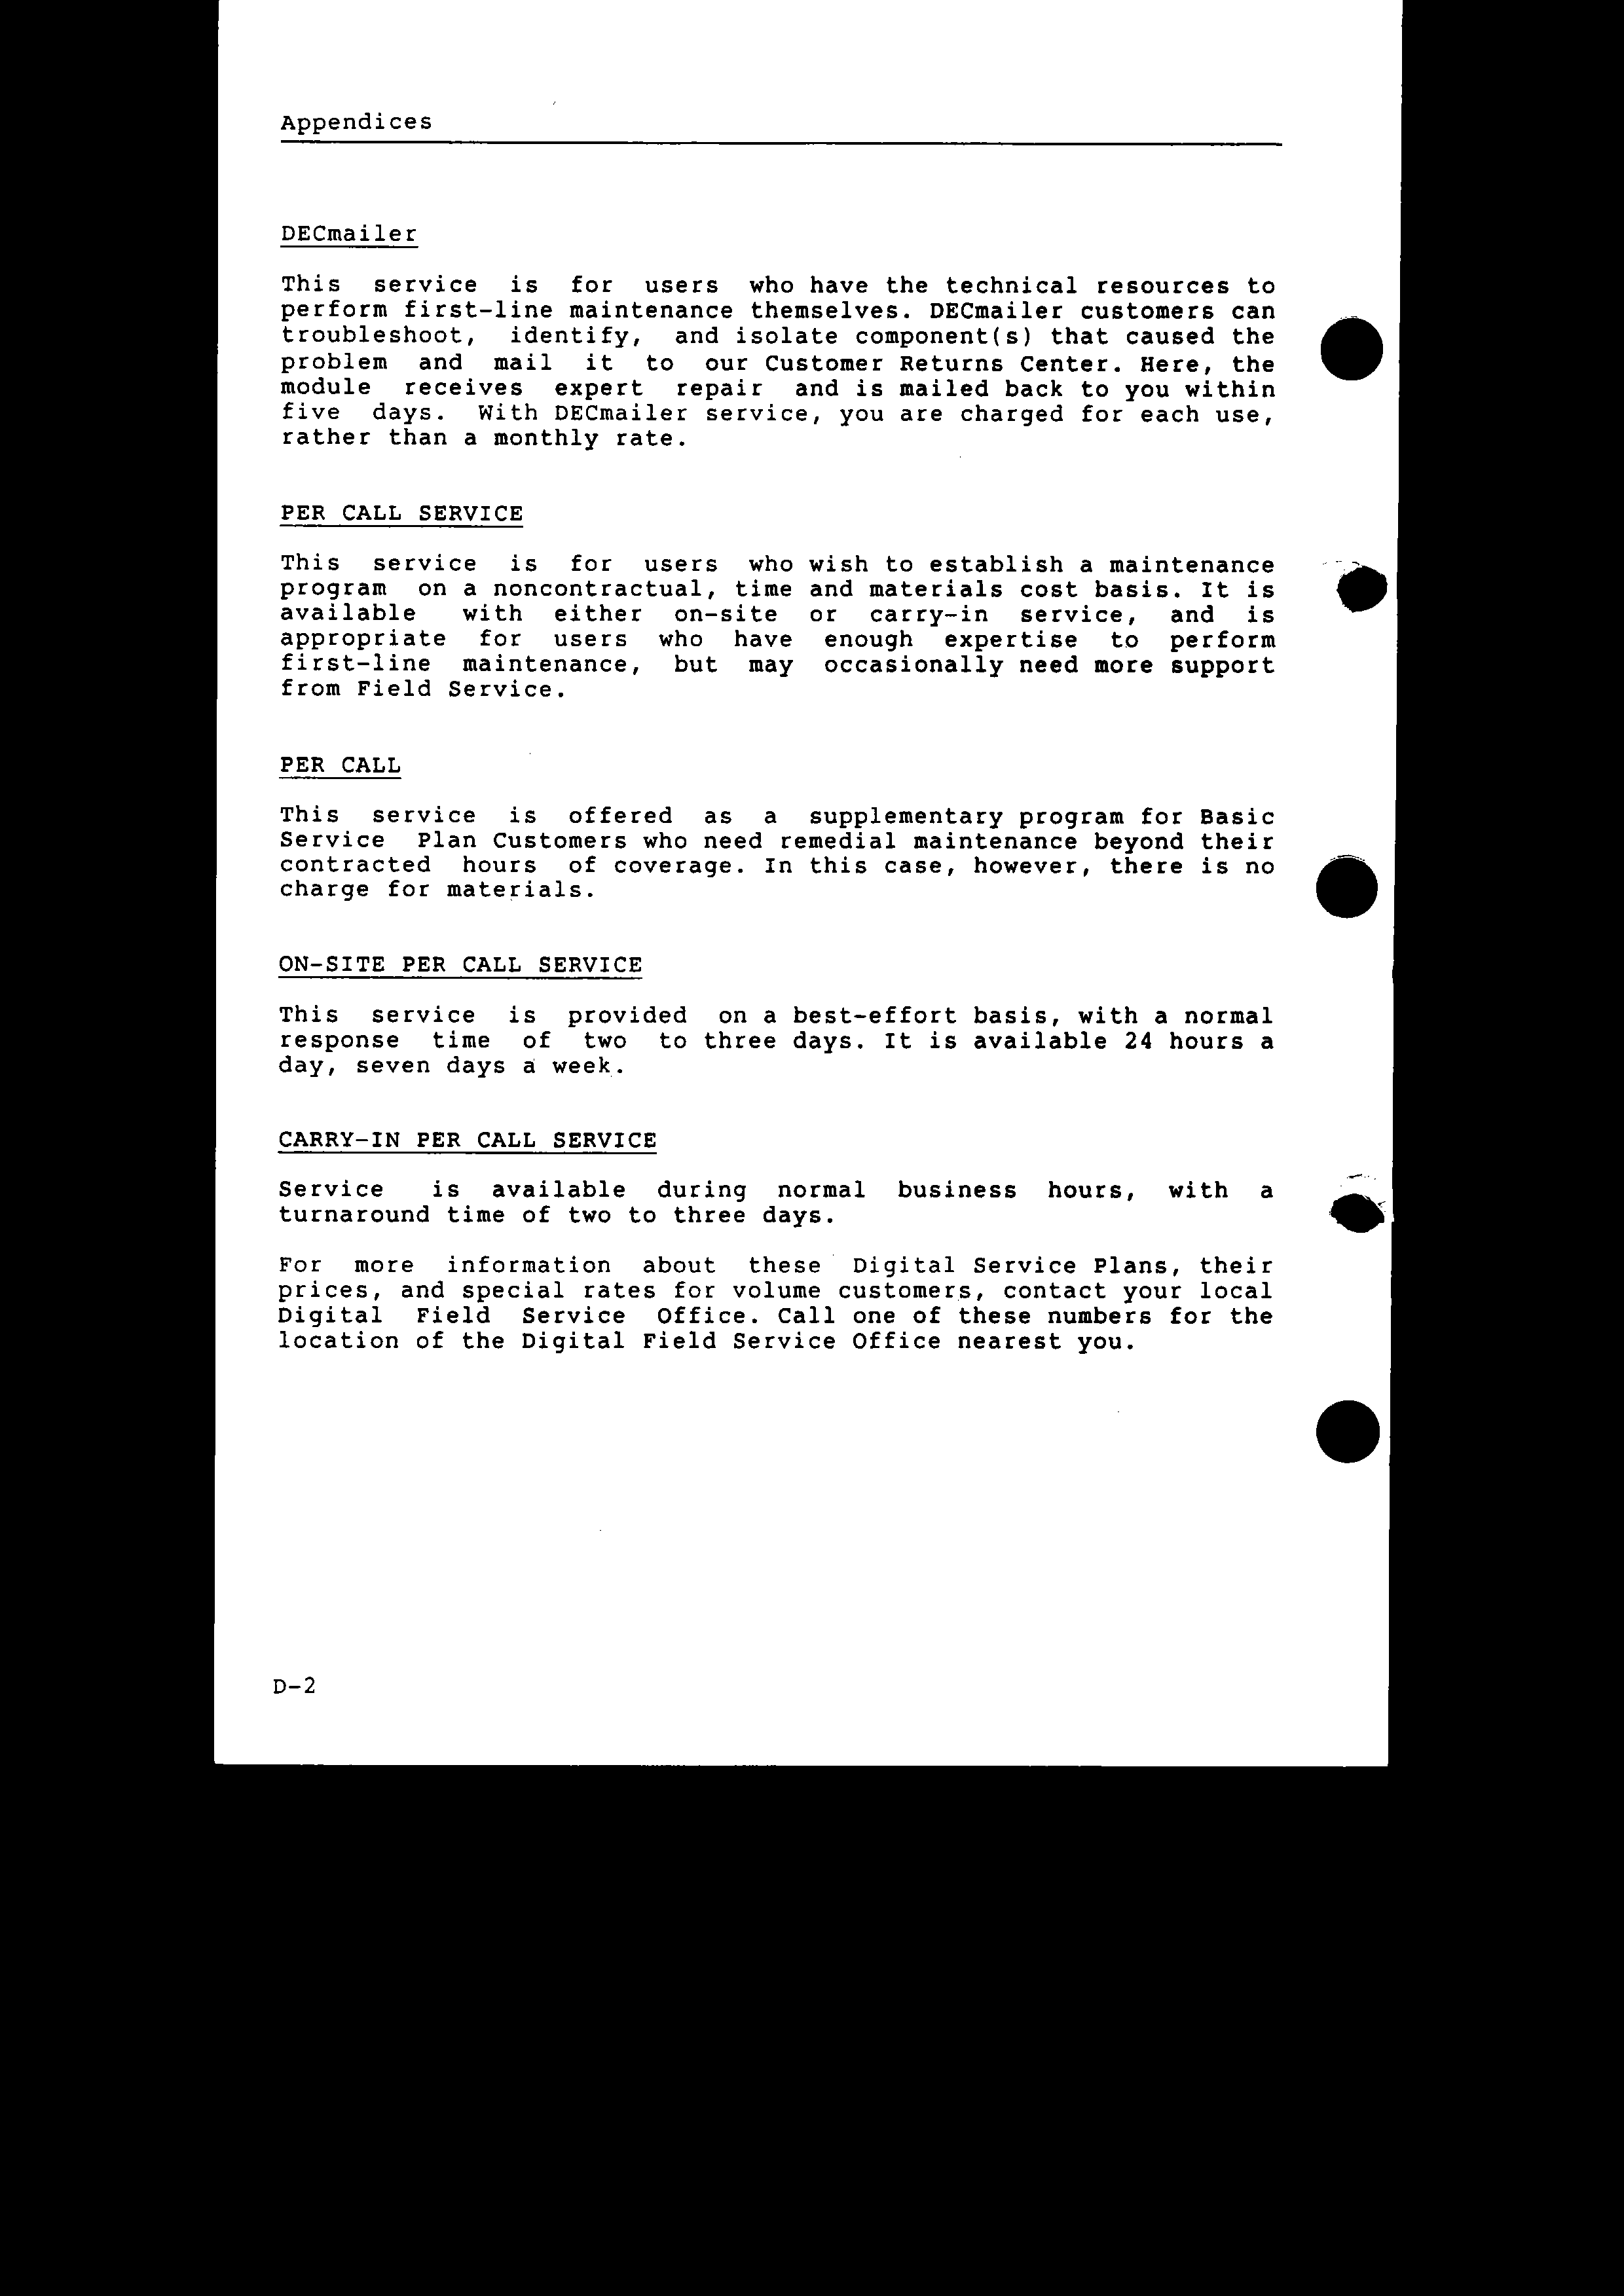 Appendices
DECmailer
This service is for users who have the technical resources to
perform first-line maintenance themselves. DECmailer customers can
troubleshoot, identify, and isolate component(s) that caused the
problem and mail it to our Customer Returns Center. Here, the
module receives expert repair and is mailed back to you within
five days. With DECmailer service, you are charged for each use,
rather than a monthly rate.
PER CALL SERVICE
This service is for users who wish to establish a maintenance
program on a noncontractual, time and materials cost basis. It is
available with either on-site or carry-in service, and is
appropriate for users who have enough expertise to perform
first-line maintenance, but may occasionally need more support
from Field Service.
PER CALL
This service is offered as a supplementary program for Basic
Service Plan Customers who need remedial maintenance beyond their
contracted hours of coverage. In this case, however, there is no
charge for materials.
ON-SITE PER CALL SERVICE
This service is provided on a best-effort basis, with a normal
response time of two to three days. It is available 24 hours a
day, seven days a week.
CARRY-IN PER CALL SERVICE
Service is available during normal business hours, with a
turnaround time of two to three days.
For more information about these Digital Service Plans, their
prices, and special rates for volume customers, contact your local
Digital Field Service Office. Call one of these numbers for the
location of the Digital Field Service Office nearest you.
D-2